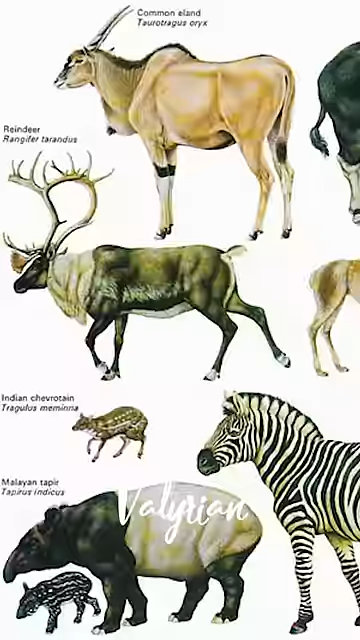 Common eland
Taurotragus oryx
Reindeer
Rangifer tarandus
Indian chevrotain
Tragulus meminna
Malayan tapir
Tapirus indicus
Valyrian